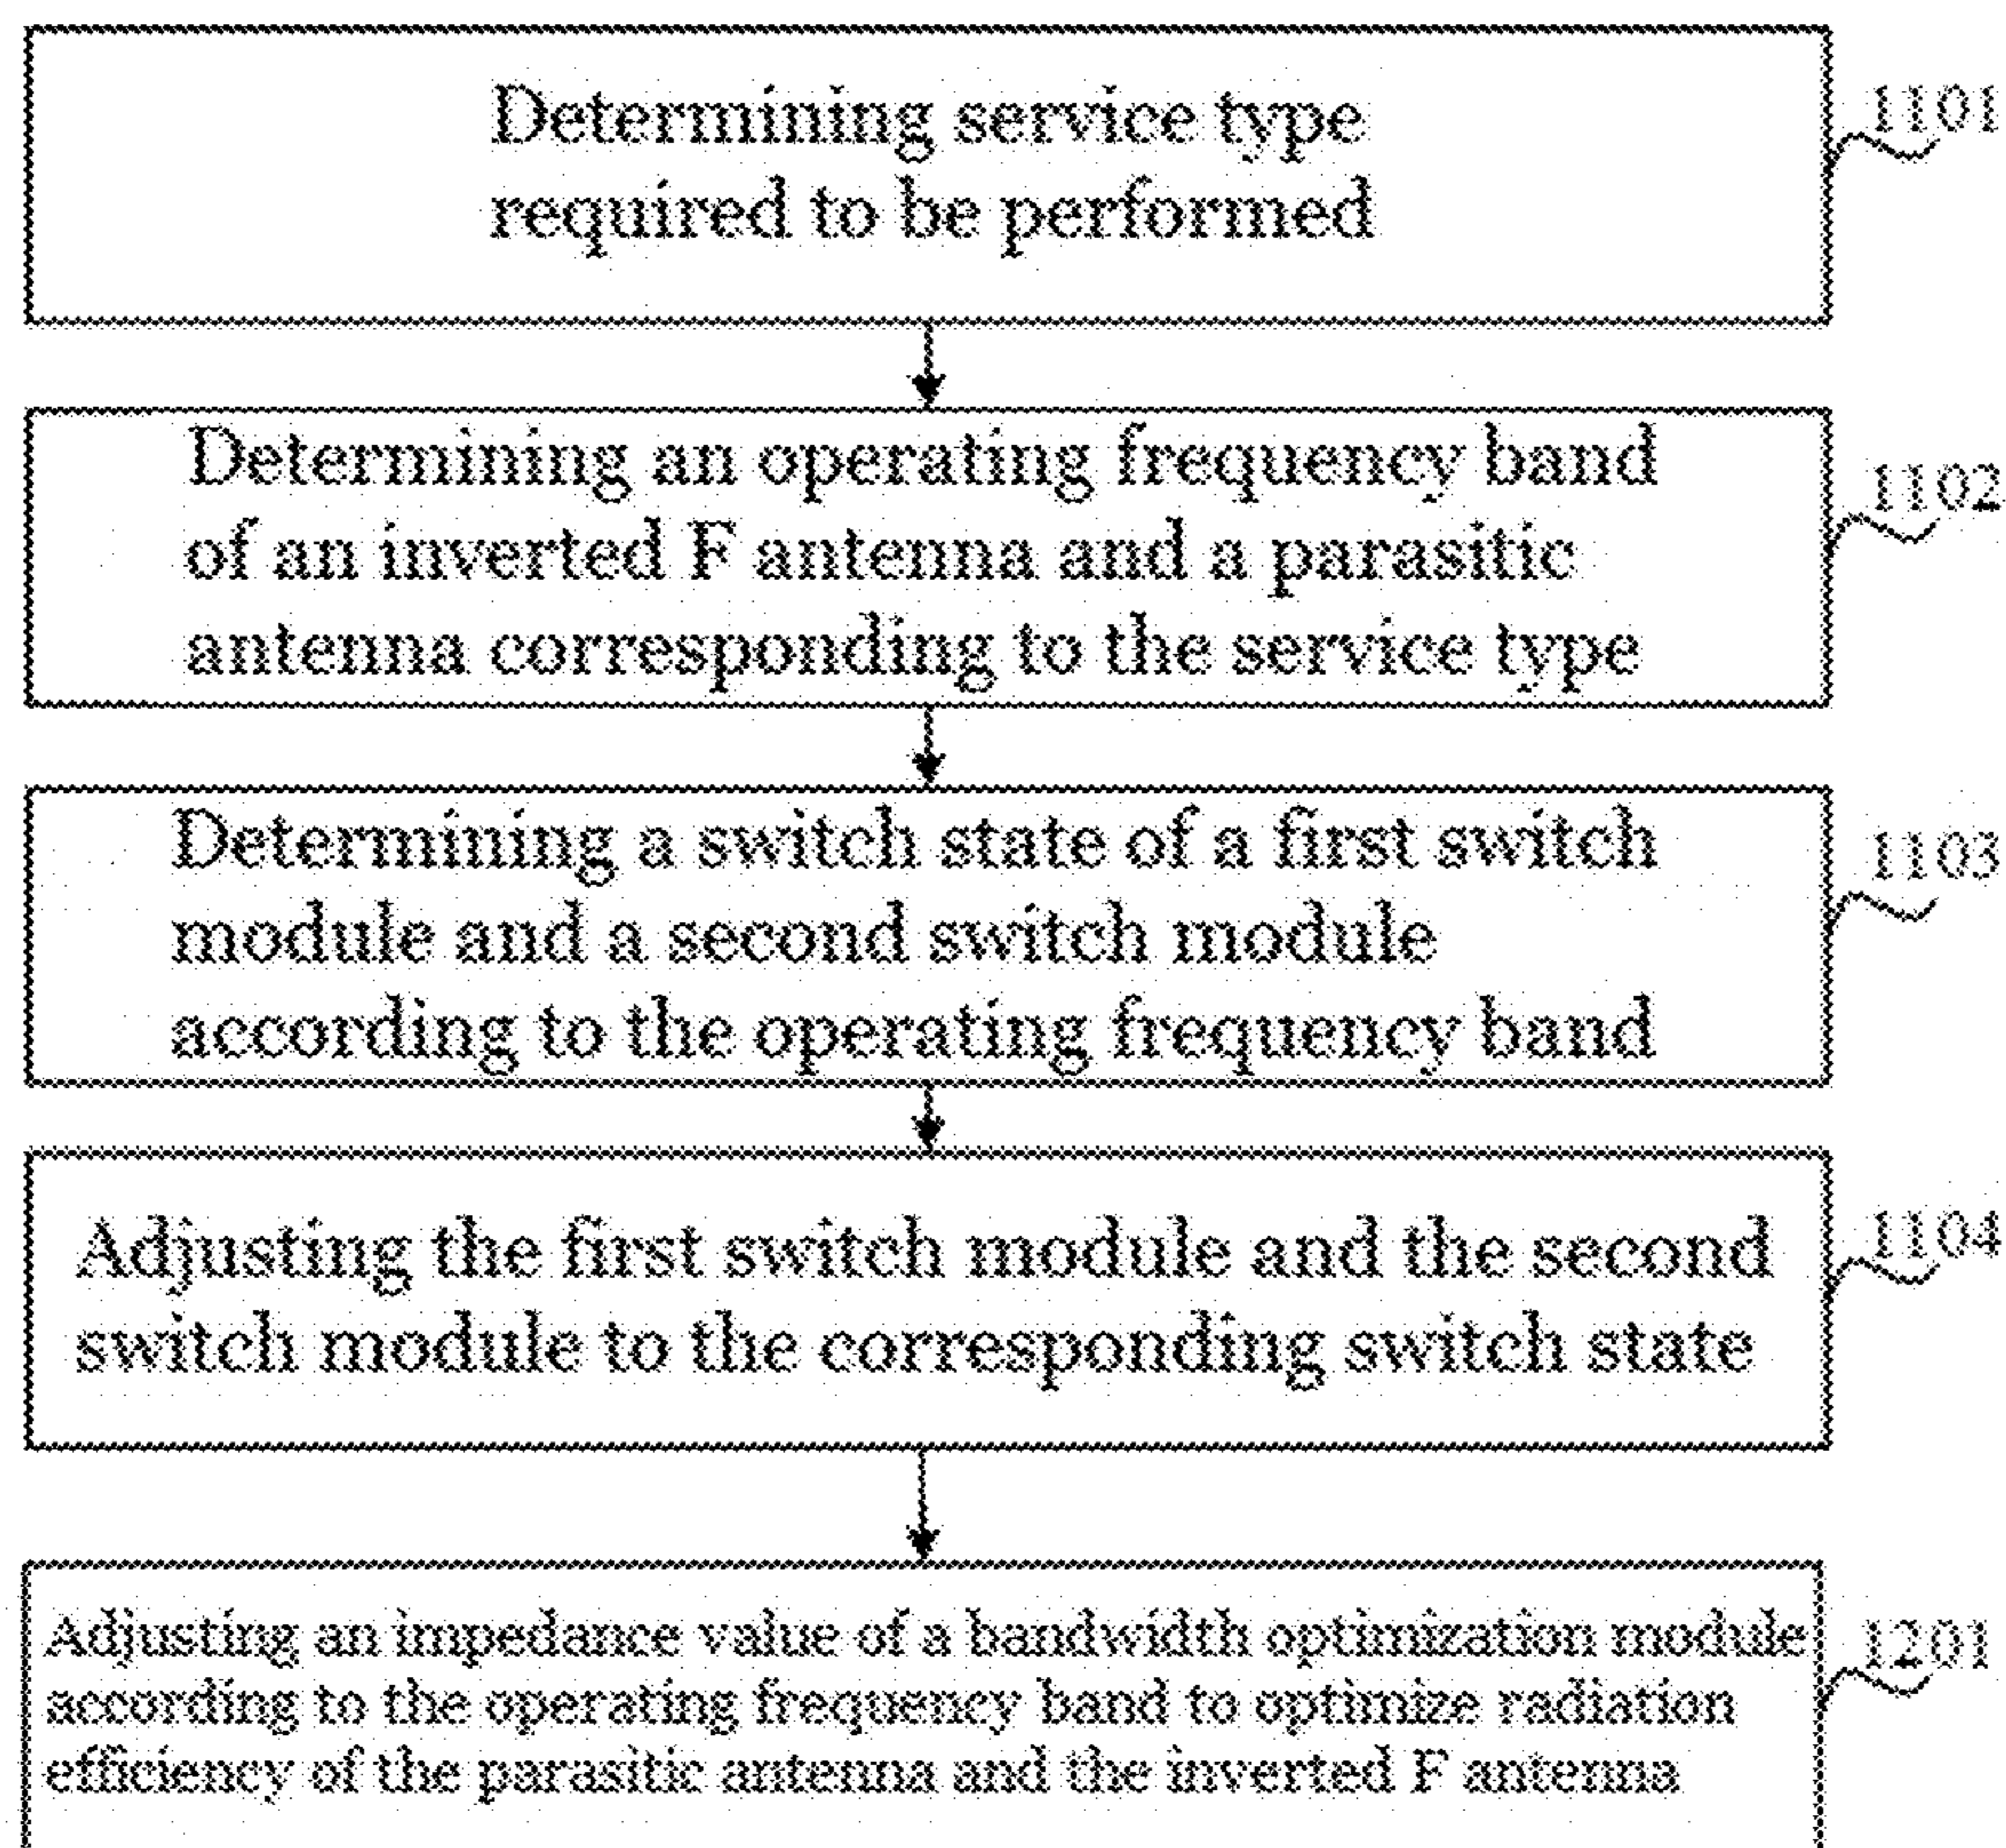 Determining service type
required to be performed
1101
Determining an operating frequency band
of an inverted F antenna and a parasitic
antenna corresponding to the service type
1102
Determining a switch state of a first switch
module and a second switch module
according to the operating frequency band
1103
Adjusting the first switch module and the second
switch module to the corresponding switch state
1104
Adjusting an impedance value of a bandwidth optimization module
according to the operating frequency band to optimize radiation
efficiency of the parasitic antenna and the inverted F antenna
1201